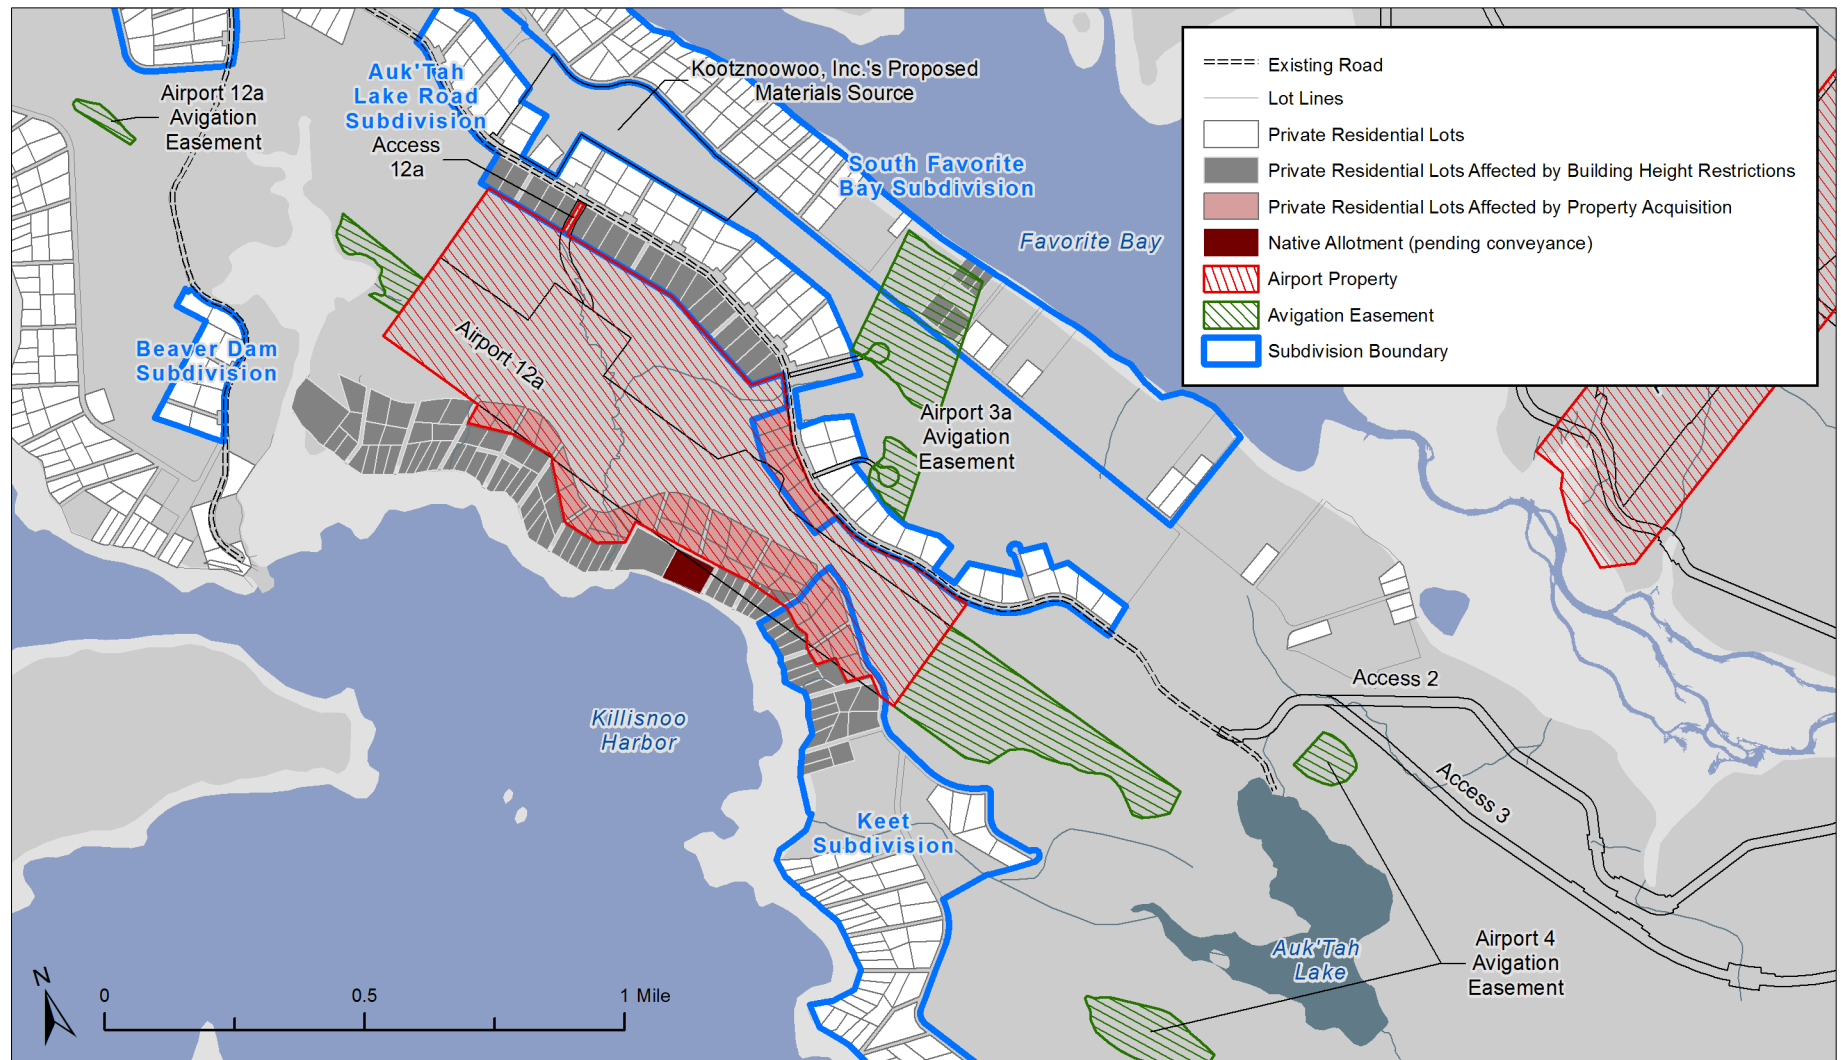 Auk'Tah
Lake Road
Subdivision
Airport 12a
Avigation
Easement
Access
12a
Kootznoowoo, Inc.'s Proposed
Materials Source
South Favorite
Bay Subdivision
Favorite Bay
Existing Road
Lot Lines
Private Residential Lots
Private Residential Lots Affected by Building Height Restrictions
Private Residential Lots Affected by Property Acquisition
Native Allotment (pending conveyance)
Airport Property
Avigation Easement
Subdivision Boundary
Beaver Dam
Subdivision
Airport 12a
Airport 3a
Avigation
Easement
Killisnoo
Harbor
Access 2
Access 3
Keet
Subdivision
Auk'Tah
Lake
Airport 4
Avigation
Easement
N
0 0.5 1 Mile